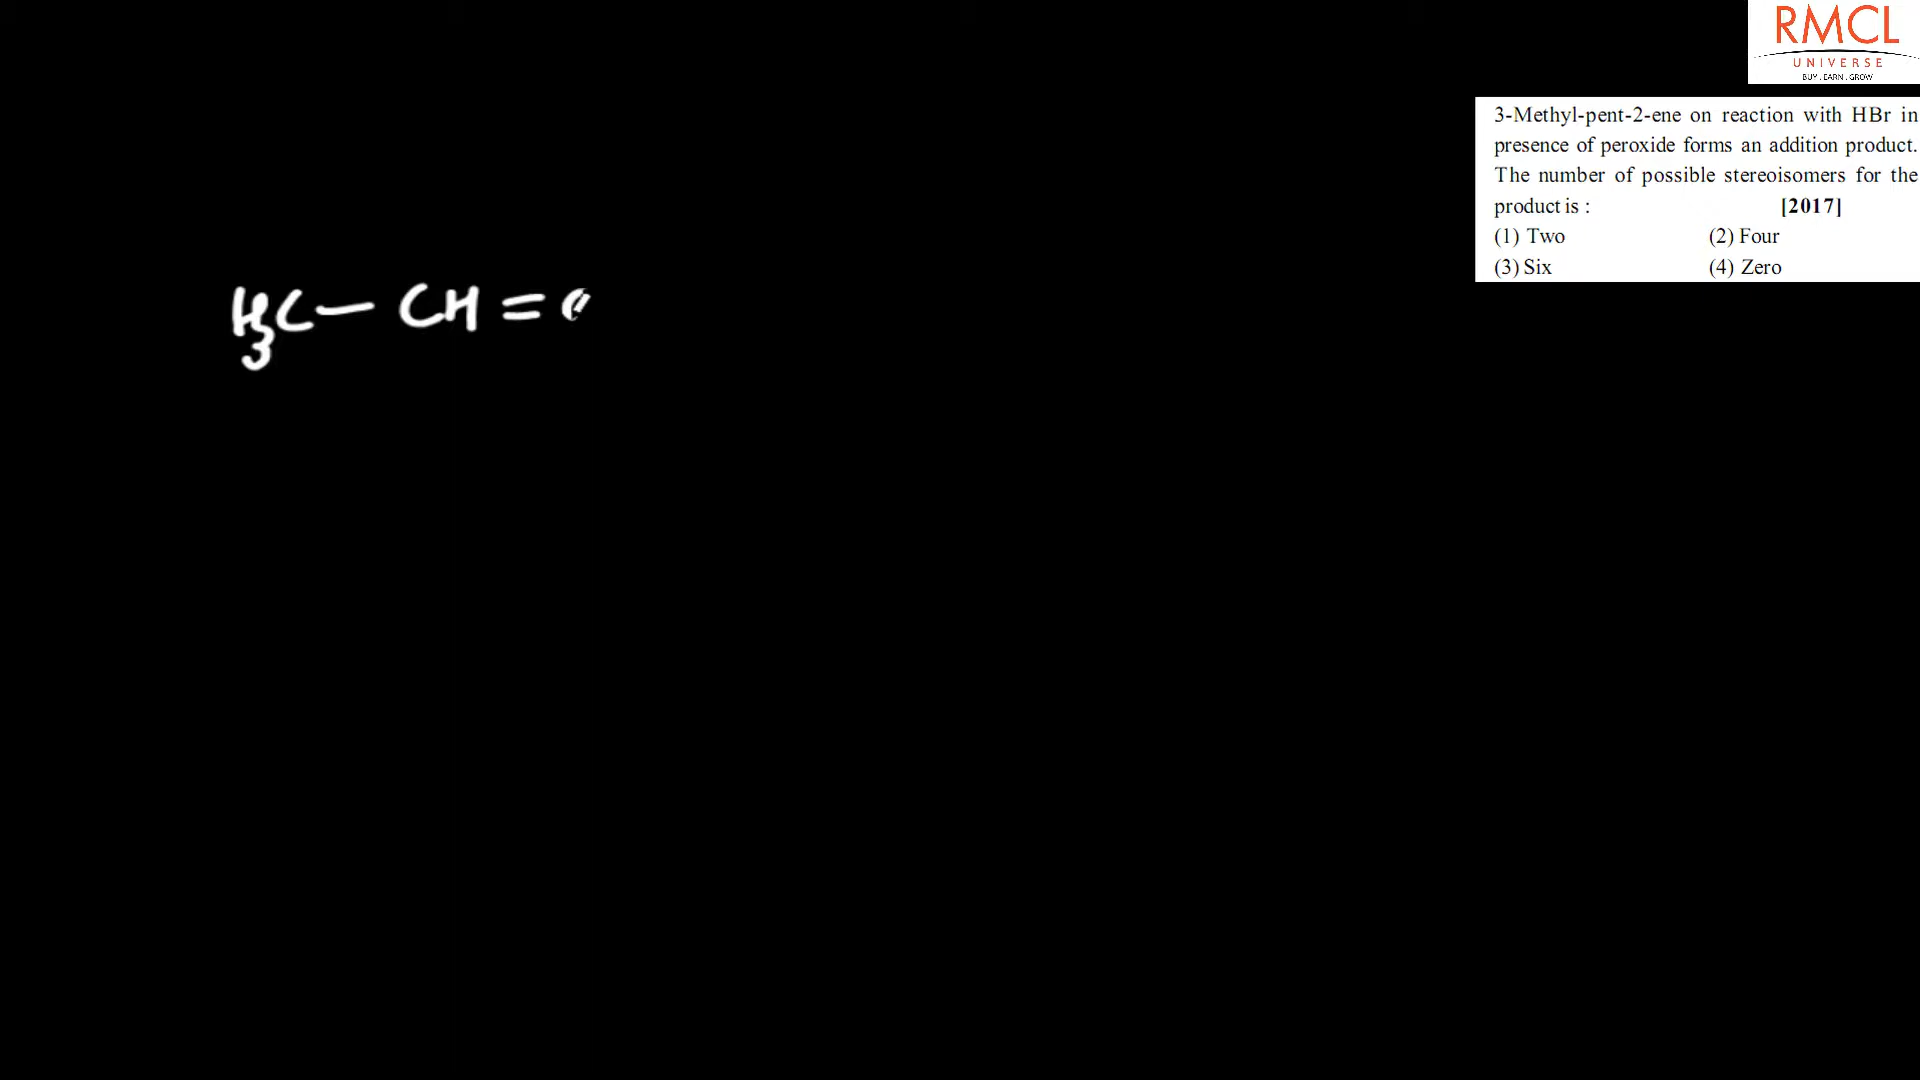 RMCL
UNIVERSE
BUY . EARN . GROW
3-Methyl-pent-2-ene on reaction with HBr in
presence of peroxide forms an addition product.
The number of possible stereoisomers for the
product is : [2017]
(1) Two (2) Four
(3) Six (4) Zero
H3C - CH =